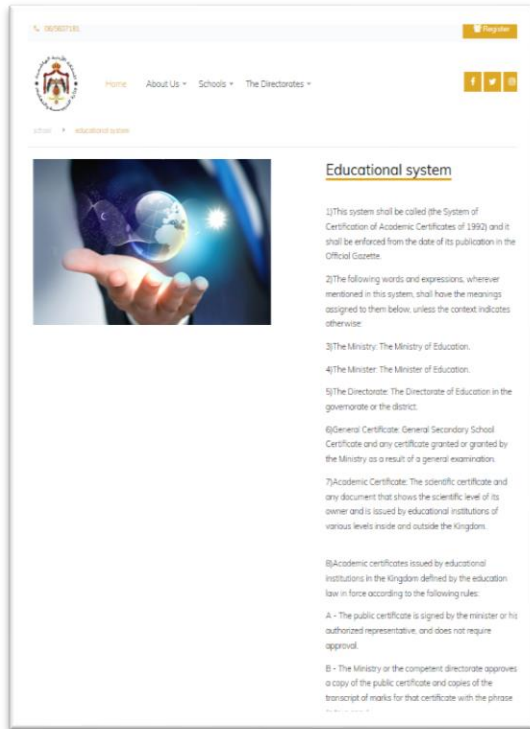 Register
Home
About Us
Schools
The Directorates
educational system
Educational system
1)This system shall be called (the System of
Certification of Academic Certificates of 1992) and it
shall be enforced from the date of its publication in the
Official Gazette.
2)The following words and expressions, wherever
mentioned in this system, shall have the meanings
assigned to them below, unless the context indicates
otherwise:
3)The Ministry: The Ministry of Education.
4)The Minister: The Minister of Education.
5)The Directorate: The Directorate of Education in the
governorate or the district.
6)General Certificate: General Secondary School
Certificate and any certificate granted or granted by
the Ministry as a result of a general examination.
7)Academic Certificate: The scientific certificate and
any document that shows the scientific level of its
owner and is issued by educational institutions of
various levels inside and outside the Kingdom.
8)Academic certificates issued by educational
institutions in the Kingdom defined by the education
law in force according to the following rules:
A - The public certificate is signed by the minister or his
authorized representative, and does not require
approval.
B - The Ministry or the competent directorate approves
a copy of the public certificate and copies of the
transcript of marks for that certificate with the phrase